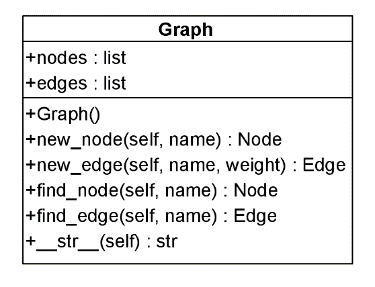 Graph
+nodes : list
+edges : list
+Graph()
+new_node(self, name) : Node
+new_edge(self, name, weight) : Edge
+find_node(self, name) : Node
+find_edge(self, name) : Edge
+__str__(self) : str